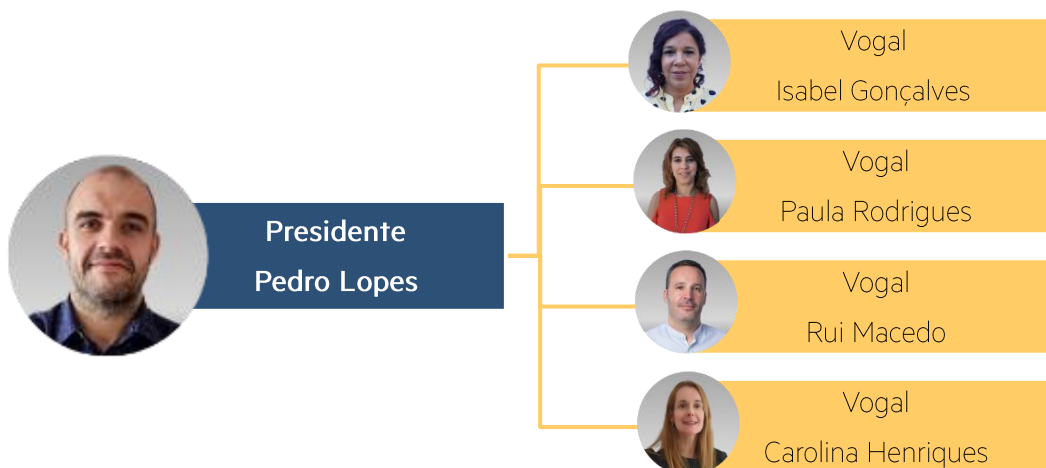 Presidente
Pedro Lopes
Vogal
Isabel Gonçalves
Vogal
Paula Rodrigues
Vogal
Rui Macedo
Vogal
Carolina Henriques